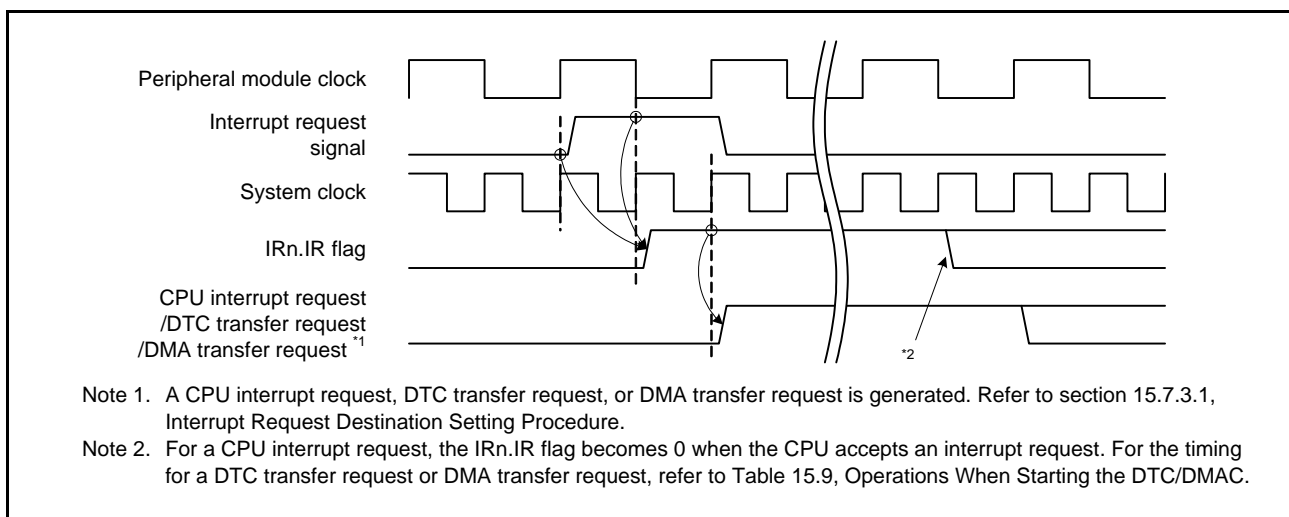 Peripheral module clock
Interrupt request
signal
System clock
IRn.IR flag
CPU interrupt request
/DTC transfer request
/DMA transfer request *1
*2
Note 1. A CPU interrupt request, DTC transfer request, or DMA transfer request is generated. Refer to section 15.7.3.1,
Interrupt Request Destination Setting Procedure.
Note 2. For a CPU interrupt request, the IRn.IR flag becomes 0 when the CPU accepts an interrupt request. For the timing
for a DTC transfer request or DMA transfer request, refer to Table 15.9, Operations When Starting the DTC/DMAC.